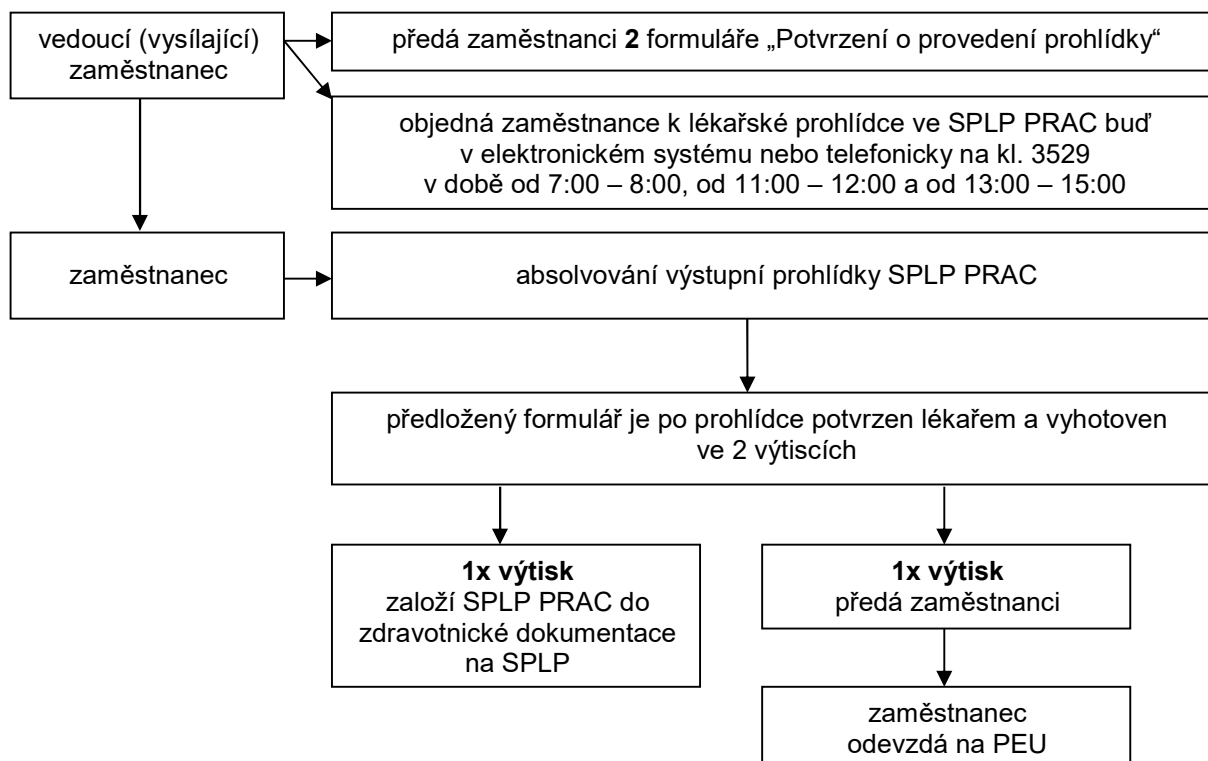 vedoucí (vysílající)
zaměstnanec
předá zaměstnanci 2 formuláře „Potvrzení o provedení prohlídky“
objedná zaměstnance k lékařské prohlídce ve SPLP PRAC buď
v elektronickém systému nebo telefonicky na kl. 3529
v době od 7:00 – 8:00, od 11:00 – 12:00 a od 13:00 – 15:00
zaměstnanec
absolvování výstupní prohlídky SPLP PRAC
předložený formulář je po prohlídce potvrzen lékařem a vyhotoven
ve 2 výtiscích
1x výtisk
založí SPLP PRAC do
zdravotnické dokumentace
na SPLP
1x výtisk
předá zaměstnanci
zaměstnanec
odevzdá na PEU